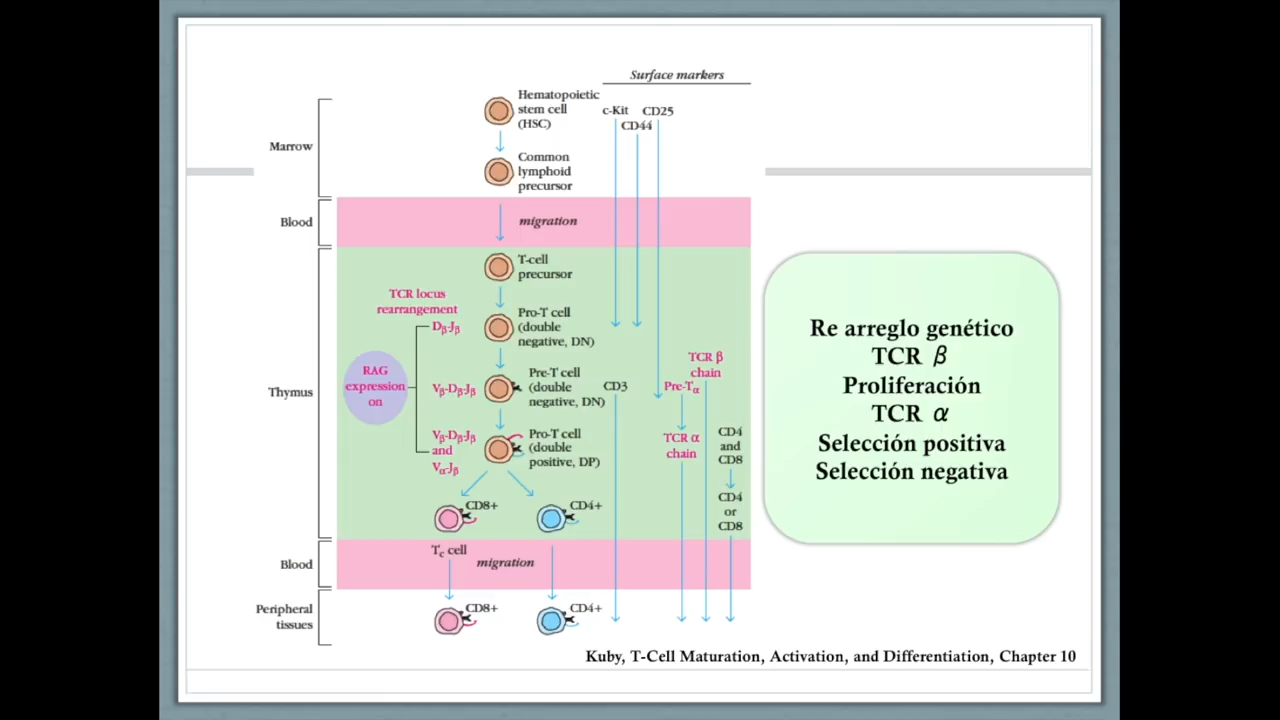 Surface markers
Hematopoietic
stem cell
(HSC)
c-Kit
CD25
CD44
Marrow
Common
lymphoid
precursor
Blood
migration
T-cell
precursor
TCR locus
rearrangement
Dβ-Jβ
Pro-T cell
(double
negative, DN)
Thymus
RAG
expression
on
Vβ-Dβ-Jβ
Pre-T cell
(double
negative, DN)
CD3
TCR β
chain
Pre-Tα
Vβ-Dβ-Jβ
and
Vα-Jβ
Pro-T cell
(double
positive, DP)
TCR α
chain
CD4
and
CD8
CD4
or
CD8
CD8+
CD4+
Blood
Tc cell
migration
Peripheral
tissues
CD8+
CD4+
Re arreglo genético
TCR β
Proliferación
TCR α
Selección positiva
Selección negativa
Kuby, T-Cell Maturation, Activation, and Differentiation, Chapter 10